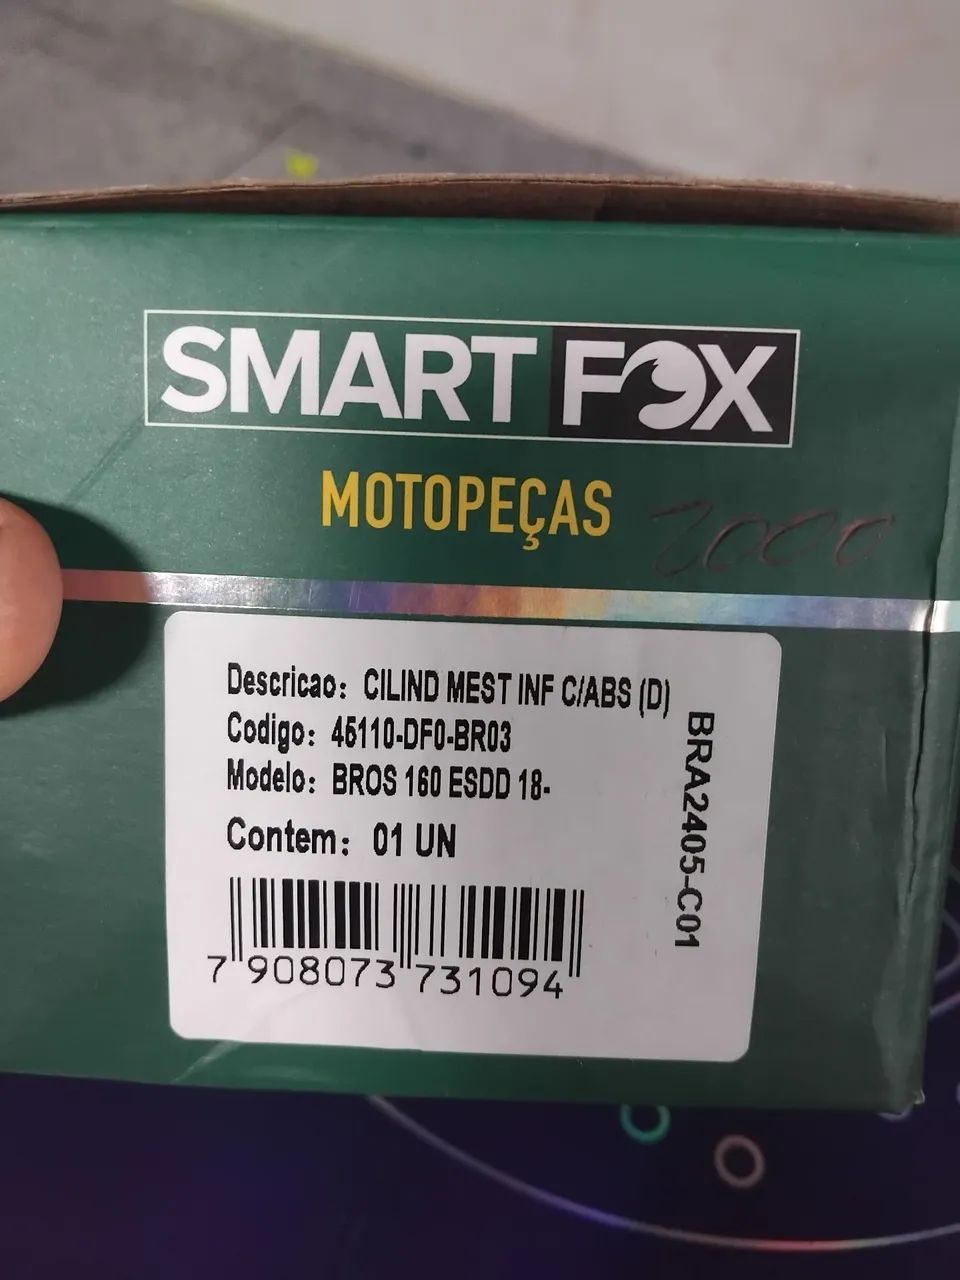 SMART FOX
MOTOPEÇAS
2000
Descricao: CILIND MEST INF C/ABS (D)
Codigo: 45110-DF0-BR03
Modelo: BROS 160 ESDD 18-
Contem: 01 UN
BRA2405-C01
7 908073 731094